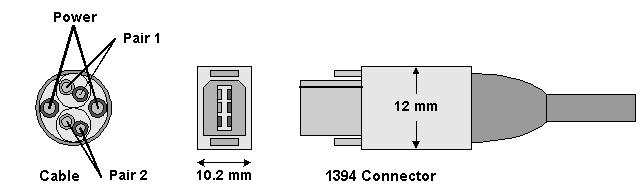 Power
Pair 1
12 mm
Cable
Pair 2
10.2 mm
1394 Connector